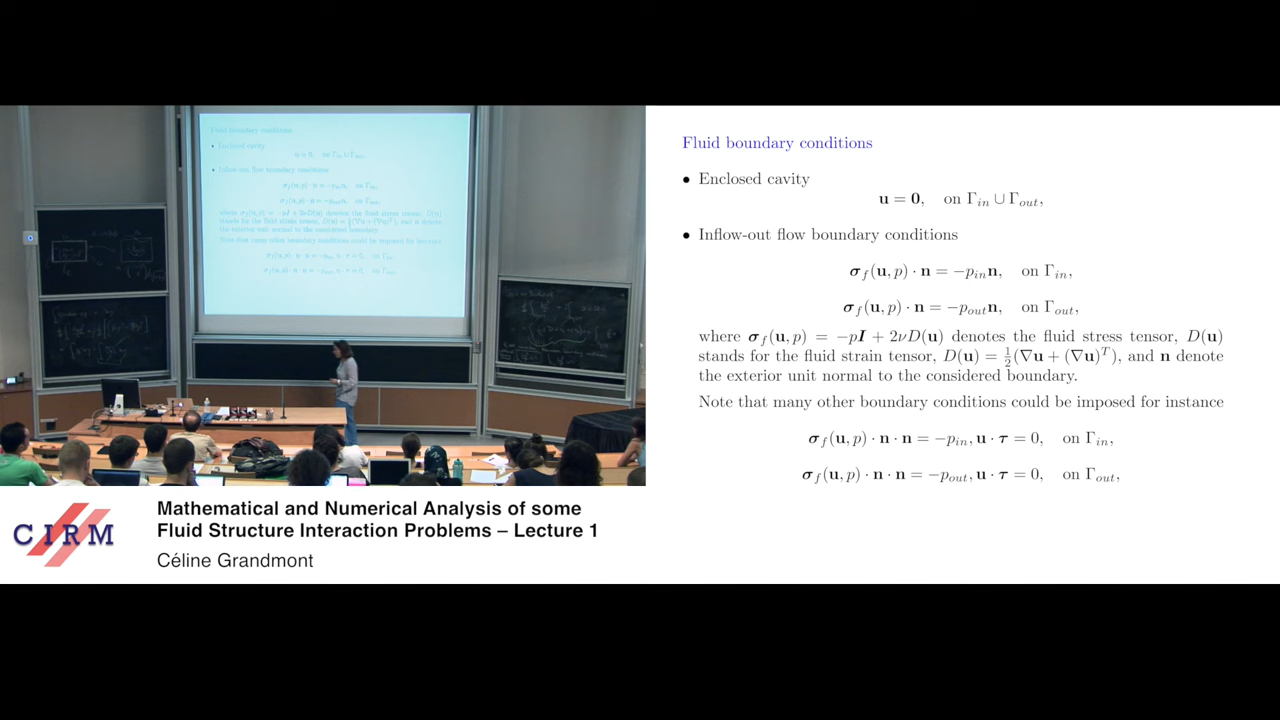 Fluid boundary conditions
• Enclosed cavity
u = 0, on Γ_in ∪ Γ_out,
• Inflow-out flow boundary conditions
σ_f(u, p) · n = −p_in n, on Γ_in,
σ_f(u, p) · n = −p_out n, on Γ_out,
where σ_f(u, p) = −pI + 2νD(u) denotes the fluid stress tensor, D(u)
stands for the fluid strain tensor, D(u) = ½(∇u + (∇u)^T), and n denote
the exterior unit normal to the considered boundary.
Note that many other boundary conditions could be imposed for instance
σ_f(u, p) · n · n = −p_in, u · τ = 0, on Γ_in,
σ_f(u, p) · n · n = −p_out, u · τ = 0, on Γ_out,
CIRM
Mathematical and Numerical Analysis of some
Fluid Structure Interaction Problems – Lecture 1
Céline Grandmont